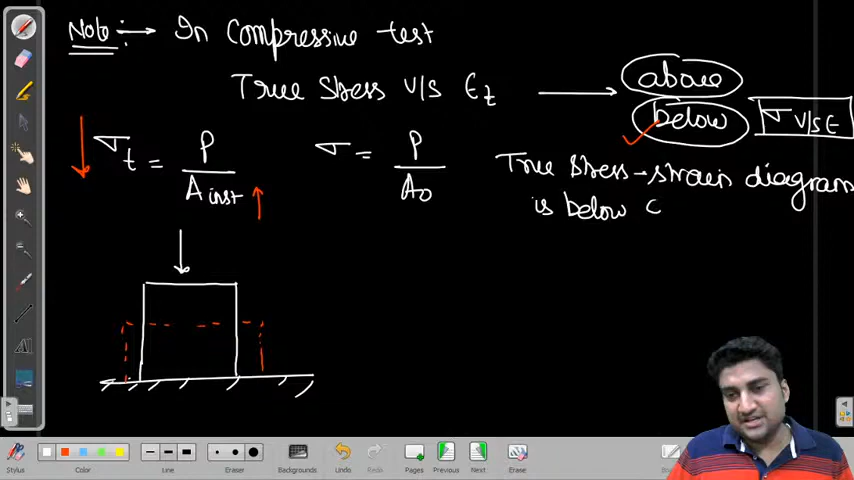 Note:→ In Compressive test
True Stress v/s ϵt → above
below σ v/s ϵ
σt = P / A inst ↑ σ = P / A0
True stress-strain diagram
is below C
Stylus Color Line Eraser Backgrounds Undo Redo Pages Previous Next Erase